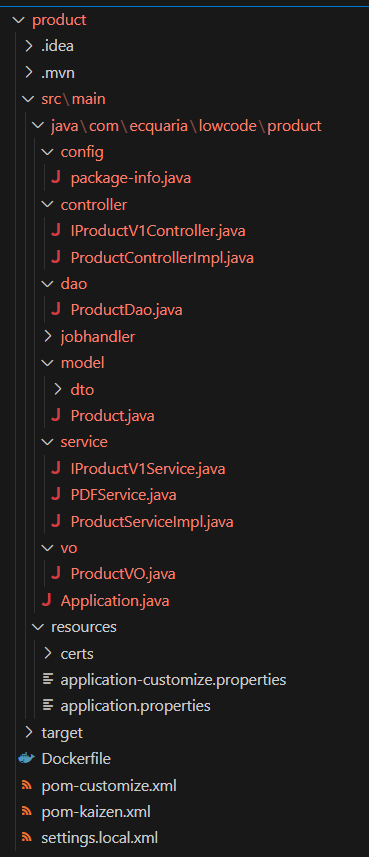 product
.idea
.mvn
src\main
java\com\ecquaria\lowcode\product
config
package-info.java
controller
IProductV1Controller.java
ProductControllerImpl.java
dao
ProductDao.java
jobhandler
model
dto
Product.java
service
IProductV1Service.java
PDFService.java
ProductServiceImpl.java
vo
ProductVO.java
Application.java
resources
certs
application-customize.properties
application.properties
target
Dockerfile
pom-customize.xml
pom-kaizen.xml
settings.local.xml